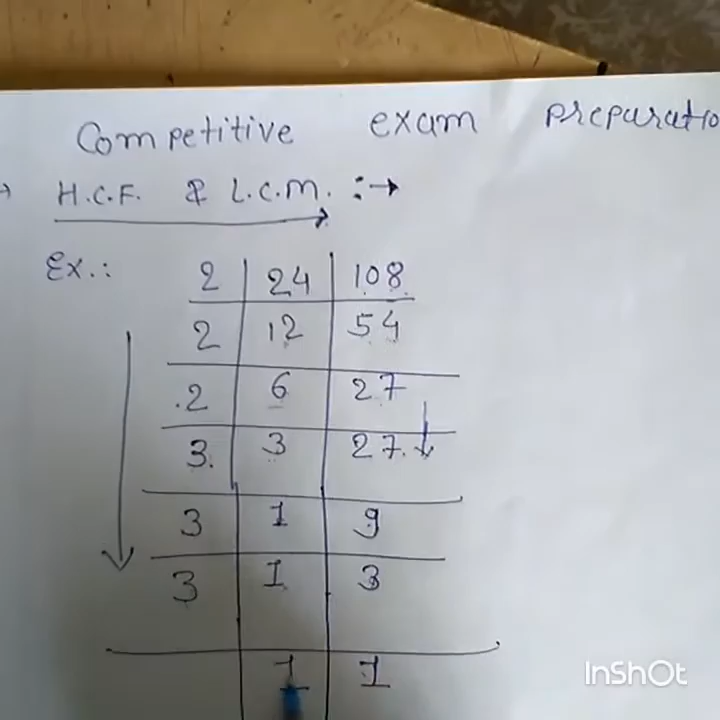 Competitive exam preparatio
H.C.F. & L.C.M. :→
Ex.: 2 24 108
2 12 54
2 6 27
3 3 27
3 1 9
3 1 3
1 1
InShOt